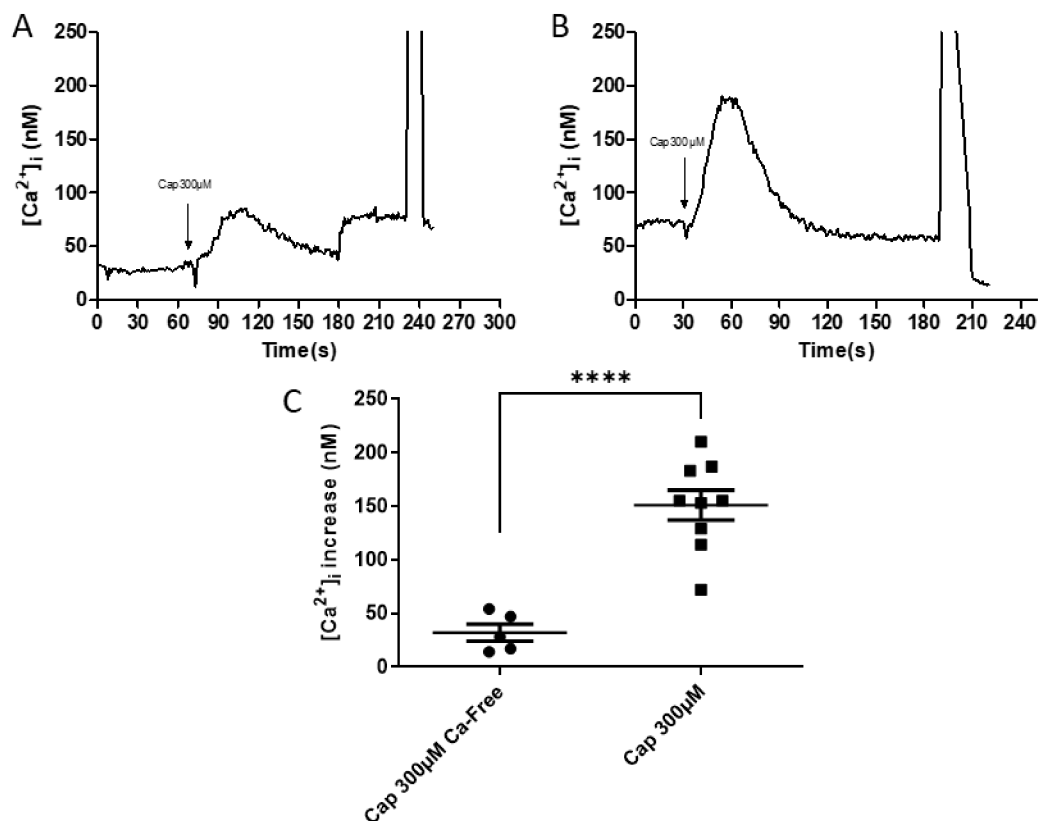 A
250
200
150
100
50
0
[Ca²⁺]ᵢ (nM)
Cap300µM
0 30 60 90 120 150 180 210 240 270 300
Time(s)
B
250
200
150
100
50
0
[Ca²⁺]ᵢ (nM)
Cap 300µM
0 30 60 90 120 150 180 210 240
Time(s)
C
****
250
200
150
100
50
0
[Ca²⁺]ᵢ increase (nM)
Cap 300µM Ca-Free
Cap 300µM